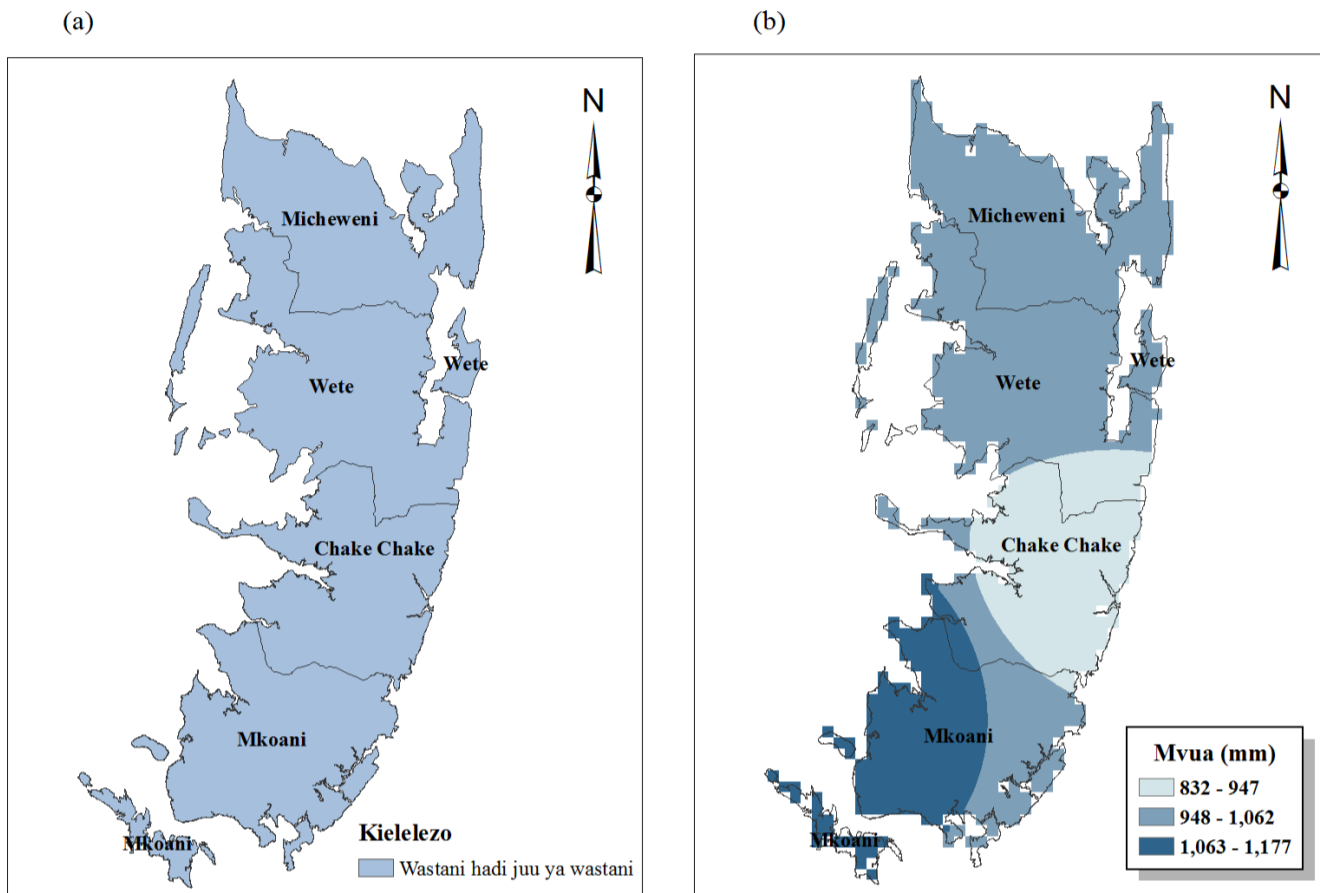 (a)
(b)
N
N
Micheweni
Micheweni
Wete
Wete
Wete
Wete
Chake Chake
Chake Chake
Mkoani
Mkoani
Mkoani
Mkoani
Kielelezo
Wastani hadi juu ya wastani
Mvua (mm)
832 - 947
948 - 1,062
1,063 - 1,177